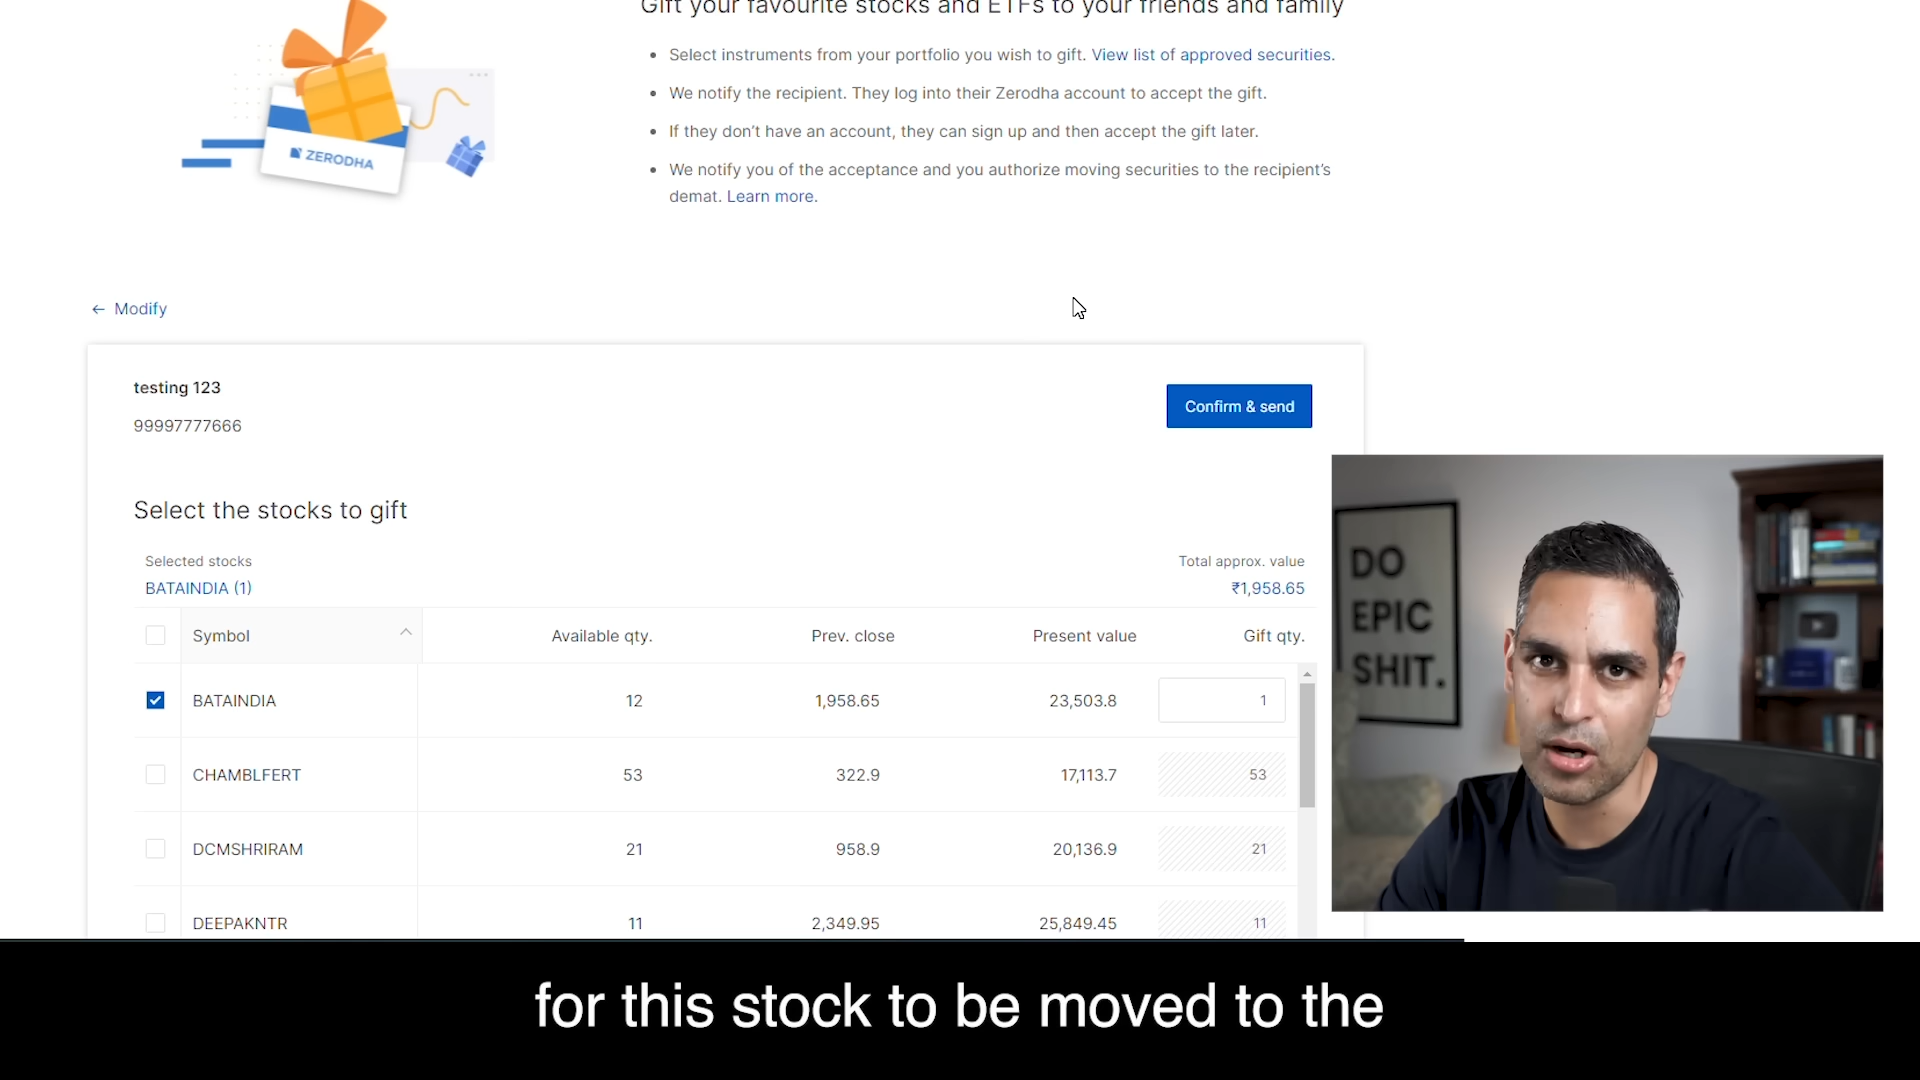 Gift your favourite stocks and ETFs to your friends and family
Select instruments from your portfolio you wish to gift. View list of approved securities.
We notify the recipient. They log into their Zerodha account to accept the gift.
If they don't have an account, they can sign up and then accept the gift later.
We notify you of the acceptance and you authorize moving securities to the recipient's
demat. Learn more.
ZERODHA
← Modify
testing 123
99997777666
Confirm & send
Select the stocks to gift
Selected stocks
BATAINDIA (1)
Total approx. value
₹1,958.65
Symbol Available qty. Prev. close Present value Gift qty.
BATAINDIA 12 1,958.65 23,503.8 1
CHAMBLFERT 53 322.9 17,113.7 53
DCMSHRIRAM 21 958.9 20,136.9 21
DEEPAKNTR 11 2,349.95 25,849.45 11
DO
EPIC
SHIT.
for this stock to be moved to the